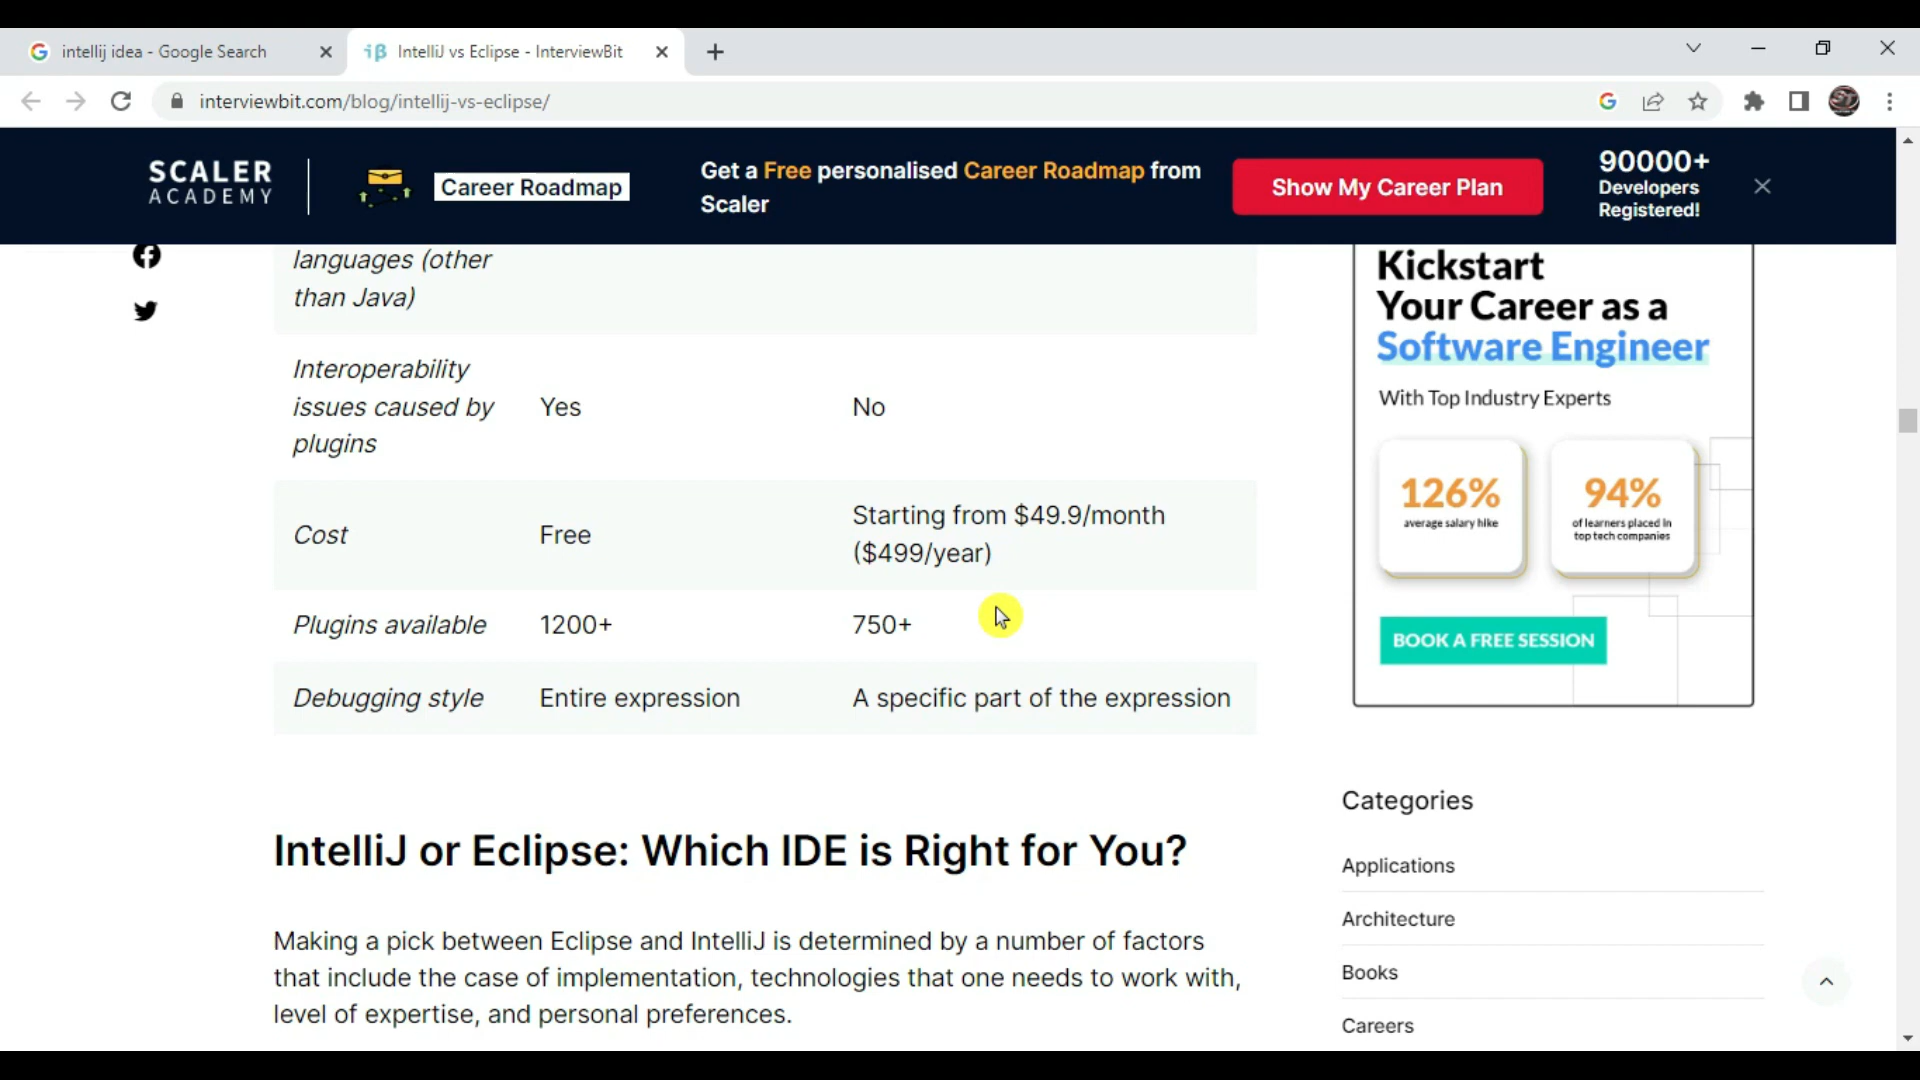 intellij idea - Google Search
IntelliJ vs Eclipse - InterviewBit
interviewbit.com/blog/intellij-vs-eclipse/
SCALER
ACADEMY
Career Roadmap
Get a Free personalised Career Roadmap from
Scaler
Show My Career Plan
90000+
Developers
Registered!
languages (other
than Java)
Interoperability
issues caused by
plugins
Yes
No
Cost
Free
Starting from $49.9/month
($499/year)
Plugins available
1200+
750+
Debugging style
Entire expression
A specific part of the expression
IntelliJ or Eclipse: Which IDE is Right for You?
Making a pick between Eclipse and IntelliJ is determined by a number of factors
that include the case of implementation, technologies that one needs to work with,
level of expertise, and personal preferences.
Kickstart
Your Career as a
Software Engineer
With Top Industry Experts
126%
average salary hike
94%
of learners placed in
top tech companies
BOOK A FREE SESSION
Categories
Applications
Architecture
Books
Careers